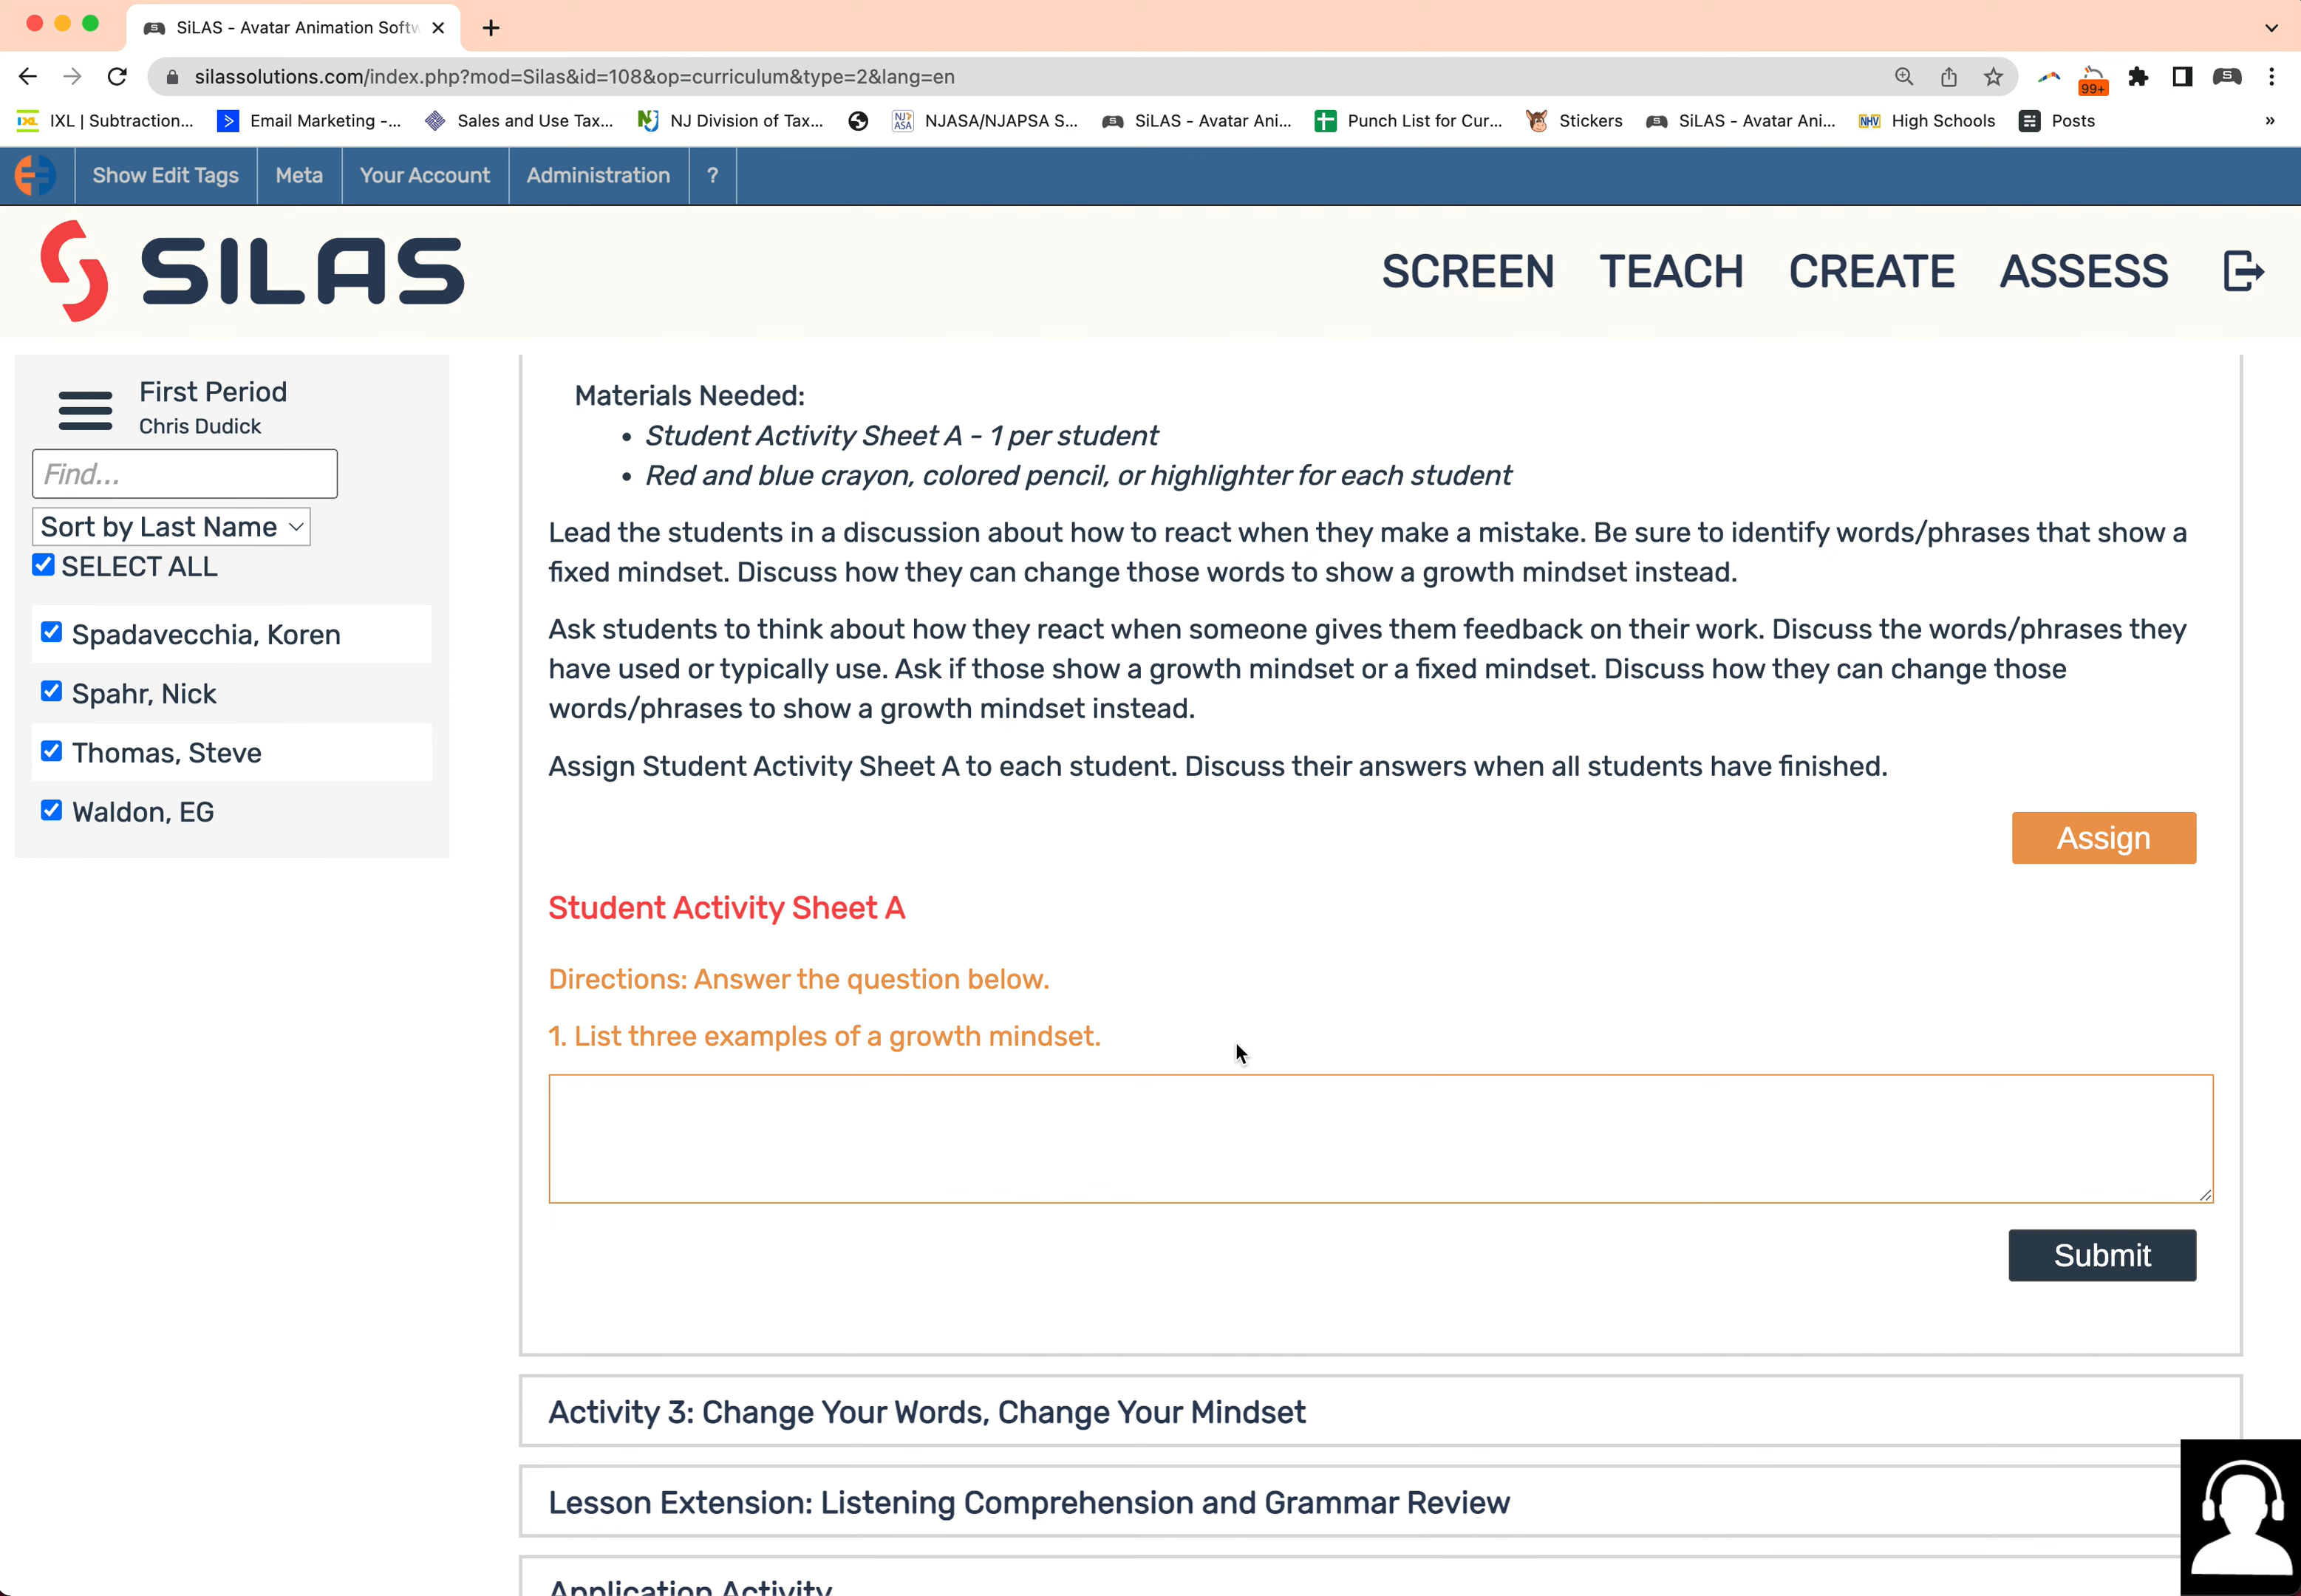 SiLAS - Avatar Animation Softw
silassolutions.com/index.php?mod=Silas&id=108&op=curriculum&type=2&lang=en
99+
IXL | Subtraction...
Email Marketing -...
Sales and Use Tax...
NJ Division of Tax...
NJASA/NJAPSA S...
SiLAS - Avatar Ani...
Punch List for Cur...
Stickers
SiLAS - Avatar Ani...
NHV High Schools
Posts
»
Show Edit Tags
Meta
Your Account
Administration
?
SILAS
SCREEN
TEACH
CREATE
ASSESS
First Period
Chris Dudick
Find...
Sort by Last Name
SELECT ALL
Spadavecchia, Koren
Spahr, Nick
Thomas, Steve
Waldon, EG
Materials Needed:
• Student Activity Sheet A - 1 per student
• Red and blue crayon, colored pencil, or highlighter for each student
Lead the students in a discussion about how to react when they make a mistake. Be sure to identify words/phrases that show a
fixed mindset. Discuss how they can change those words to show a growth mindset instead.
Ask students to think about how they react when someone gives them feedback on their work. Discuss the words/phrases they
have used or typically use. Ask if those show a growth mindset or a fixed mindset. Discuss how they can change those
words/phrases to show a growth mindset instead.
Assign Student Activity Sheet A to each student. Discuss their answers when all students have finished.
Assign
Student Activity Sheet A
Directions: Answer the question below.
1. List three examples of a growth mindset.
Submit
Activity 3: Change Your Words, Change Your Mindset
Lesson Extension: Listening Comprehension and Grammar Review
Application Activity